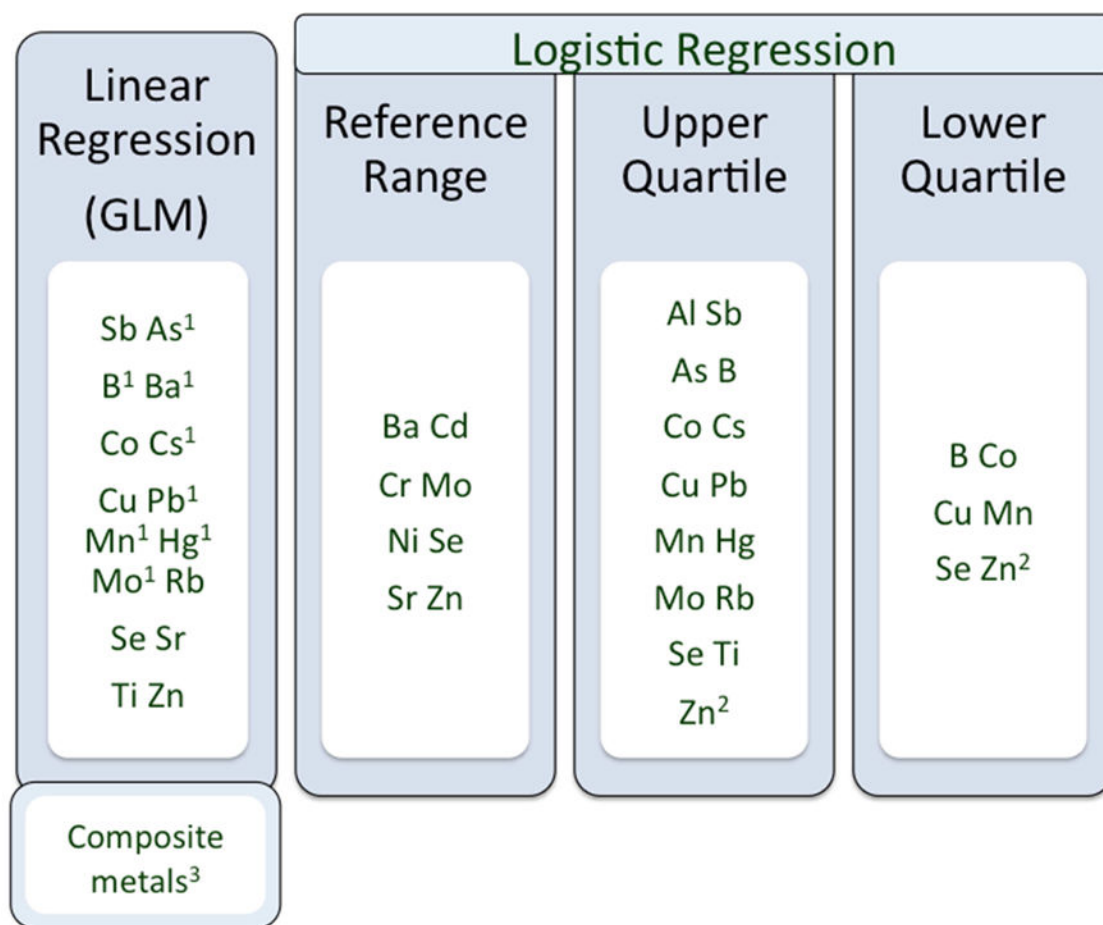 Linear
Regression
(GLM)
Sb As¹
B¹ Ba¹
Co Cs¹
Cu Pb¹
Mn¹ Hg¹
Mo¹ Rb
Se Sr
Ti Zn
Composite
metals³
Logistic Regression
Reference
Range
Ba Cd
Cr Mo
Ni Se
Sr Zn
Upper
Quartile
Al Sb
As B
Co Cs
Cu Pb
Mn Hg
Mo Rb
Se Ti
Zn²
Lower
Quartile
B Co
Cu Mn
Se Zn²